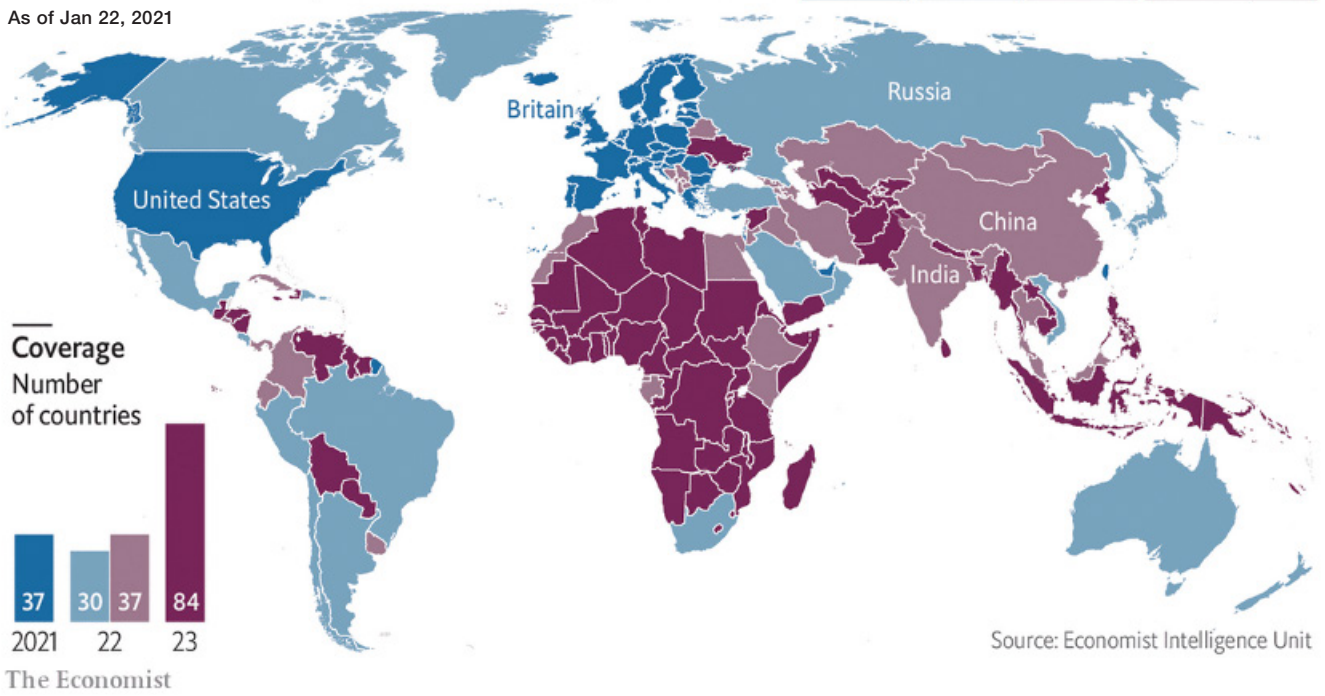 As of Jan 22, 2021
Britain
Russia
United States
China
India
Coverage
Number
of countries
37
30
37
84
2021
22
23
Source: Economist Intelligence Unit
The Economist